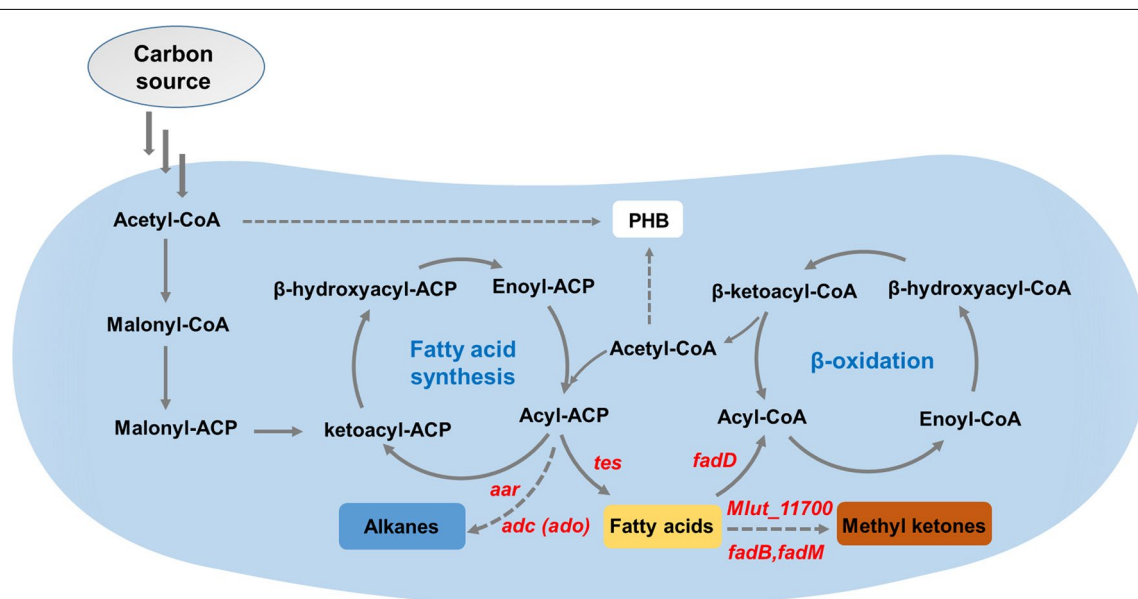 Carbon
source
Acetyl-CoA
PHB
β-hydroxyacyl-ACP
Enoyl-ACP
β-ketoacyl-CoA
β-hydroxyacyl-CoA
Malonyl-CoA
Fatty acid
synthesis
Acetyl-CoA
β-oxidation
Malonyl-ACP
ketoacyl-ACP
Acyl-ACP
Acyl-CoA
Enoyl-CoA
tes
fadD
aar
adc (ado)
Mlut_11700
Alkanes
Fatty acids
Methyl ketones
fadB,fadM